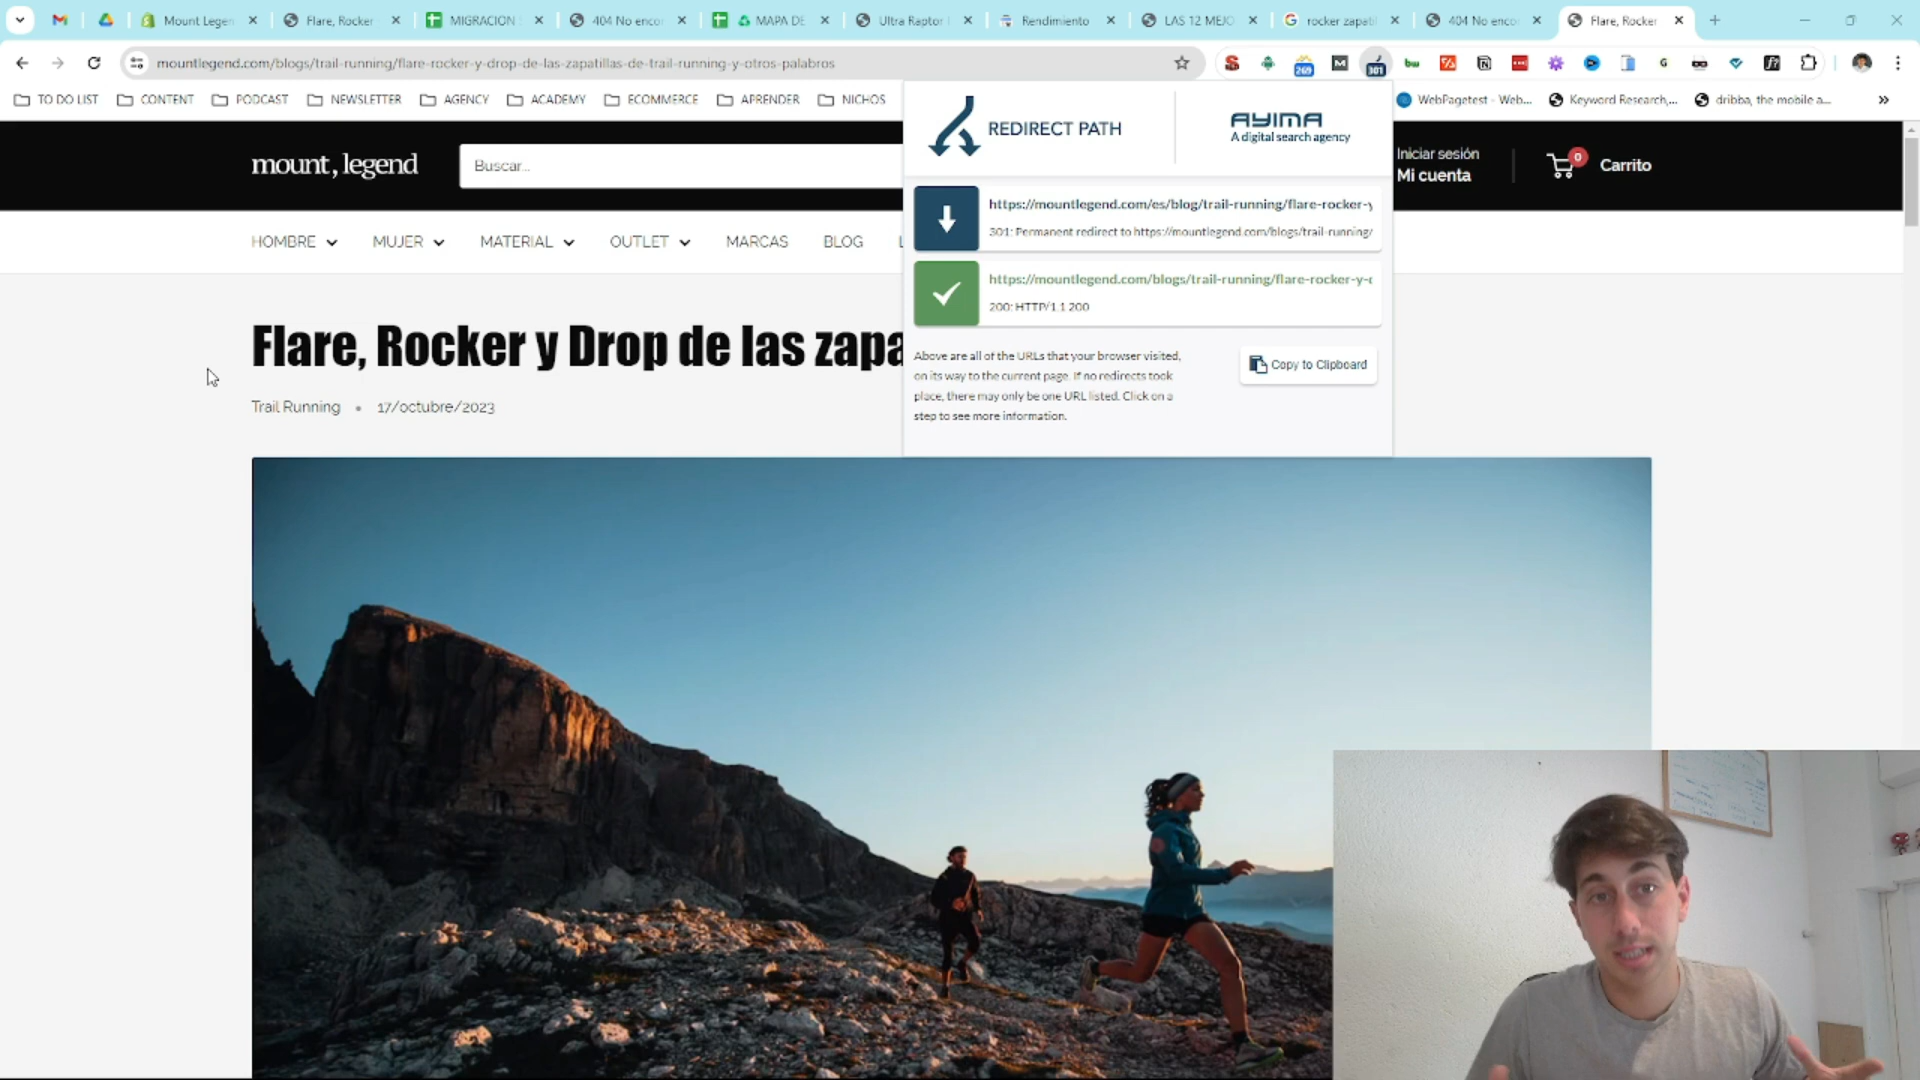 Mount Legen
Flare, Rocker
MIGRACION
404 No enco
MAPA DE
Ultra Raptor
Rendimiento
LAS 12 MEJO
rocker zapati
404 No enco
Flare, Rocker
mountlegend.com/blogs/trail-running/flare-rocker-y-drop-de-las-zapatillas-de-trail-running-y-otros-palabros
269
301
bw
TO DO LIST
CONTENT
PODCAST
NEWSLETTER
AGENCY
ACADEMY
ECOMMERCE
APRENDER
NICHOS
WebPagetest - Web...
Keyword Research,...
dribba, the mobile a...
mount, legend
Buscar...
Iniciar sesión
Mi cuenta
0
Carrito
HOMBRE
MUJER
MATERIAL
OUTLET
MARCAS
BLOG
REDIRECT PATH
AYIMA
A digital search agency
https://mountlegend.com/es/blog/trail-running/flare-rocker-y
301: Permanent redirect to https://mountlegend.com/blogs/trail-running/
https://mountlegend.com/blogs/trail-running/flare-rocker-y-
200: HTTP/1.1 200
Above are all of the URLs that your browser visited,
on its way to the current page. If no redirects took
place, there may only be one URL listed. Click on a
step to see more information.
Copy to Clipboard
Flare, Rocker y Drop de las zapa
Trail Running • 17/octubre/2023